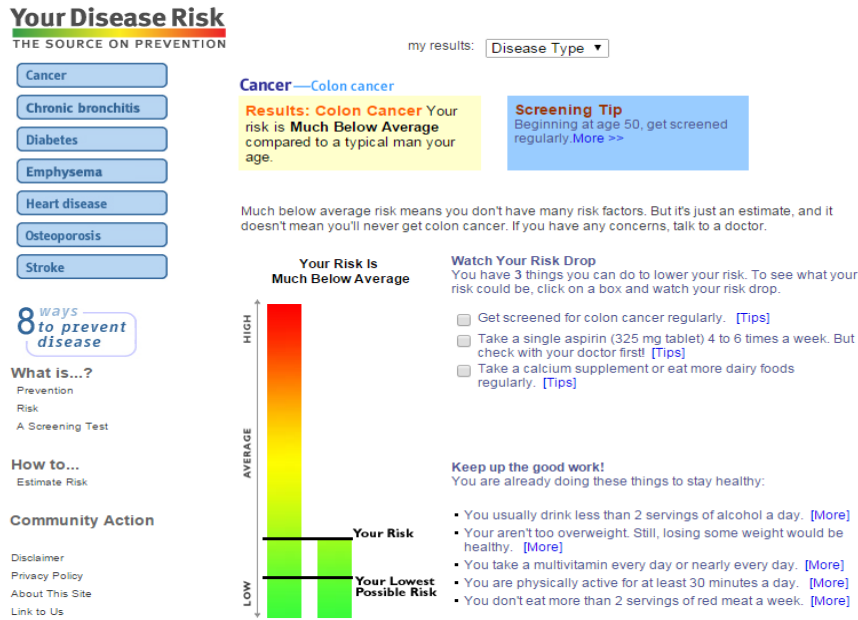 Your Disease Risk
THE SOURCE ON PREVENTION
my results: Disease Type ▼
Cancer
Chronic bronchitis
Diabetes
Emphysema
Heart disease
Osteoporosis
Stroke
8 ways
to prevent
disease
What is...?
Prevention
Risk
A Screening Test
How to...
Estimate Risk
Community Action
Disclaimer
Privacy Policy
About This Site
Link to Us
Cancer—Colon cancer
Results: Colon Cancer Your
risk is Much Below Average
compared to a typical man your
age.
Screening Tip
Beginning at age 50, get screened
regularly.More >>
Much below average risk means you don't have many risk factors. But it's just an estimate, and it
doesn't mean you'll never get colon cancer. If you have any concerns, talk to a doctor.
Your Risk Is
Much Below Average
HIGH
AVERAGE
LOW
Your Risk
Your Lowest
Possible Risk
Watch Your Risk Drop
You have 3 things you can do to lower your risk. To see what your
risk could be, click on a box and watch your risk drop.
Get screened for colon cancer regularly. [Tips]
Take a single aspirin (325 mg tablet) 4 to 6 times a week. But
check with your doctor first! [Tips]
Take a calcium supplement or eat more dairy foods
regularly. [Tips]
Keep up the good work!
You are already doing these things to stay healthy:
▪ You usually drink less than 2 servings of alcohol a day. [More]
▪ Your aren't too overweight. Still, losing some weight would be
healthy. [More]
▪ You take a multivitamin every day or nearly every day. [More]
▪ You are physically active for at least 30 minutes a day. [More]
▪ You don't eat more than 2 servings of red meat a week. [More]